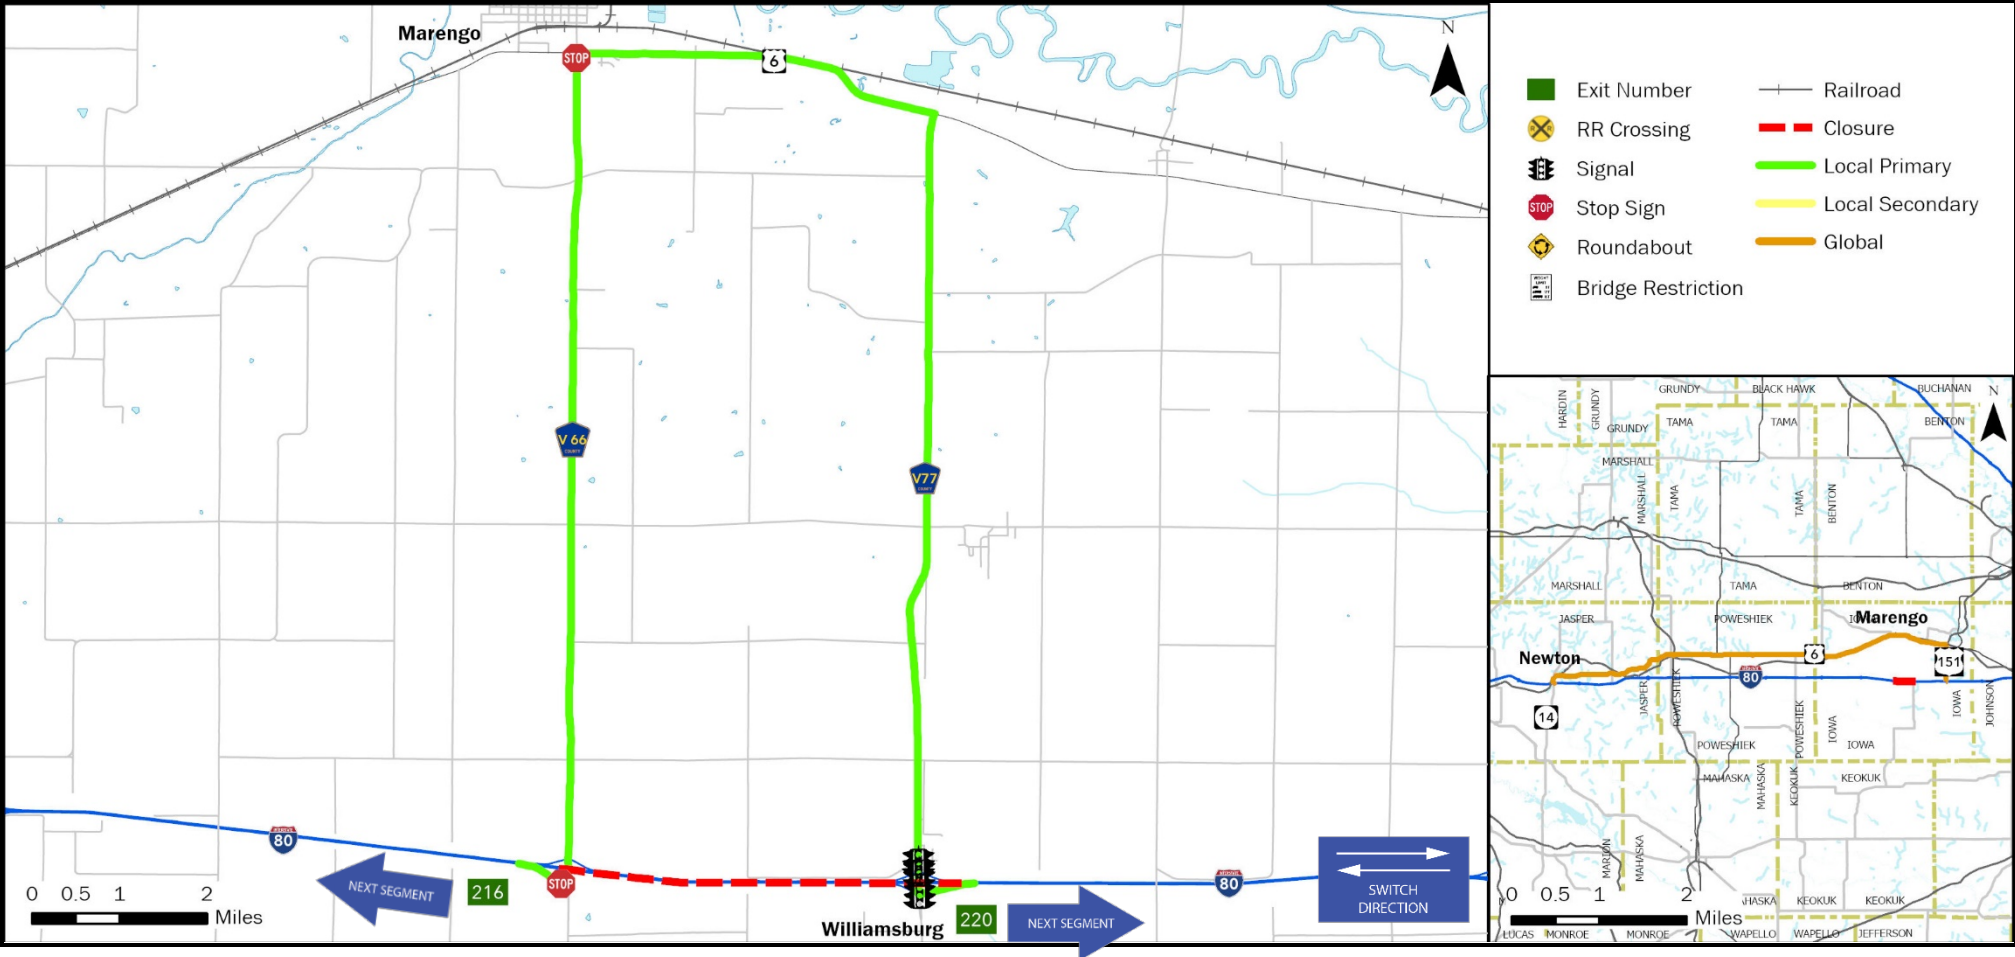 Marengo
STOP
6
N
V 66
COUNTY
V77
COUNTY
80
80
NEXT SEGMENT
216
STOP
Williamsburg
220
NEXT SEGMENT
SWITCH
DIRECTION
0 0.5 1 2
Miles
Exit Number
RR Crossing
Signal
STOP
Stop Sign
Roundabout
Bridge Restriction
Railroad
Closure
Local Primary
Local Secondary
Global
GRUNDY
BLACK HAWK
BUCHANAN
N
HARDIN
GRUNDY
GRUNDY
TAMA
TAMA
BENTON
MARSHALL
MARSHALL
TAMA
TAMA
BENTON
MARSHALL
TAMA
BENTON
JASPER
POWESHIEK
Marengo
Newton
6
151
80
14
JASPER
POWESHIEK
POWESHIEK
IOWA
IOWA
JOHNSON
POWESHIEK
IOWA
MAHASKA
MAHASKA
KEOKUK
KEOKUK
MARION
MAHASKA
0 0.5 1 2
Miles
AHASKA
KEOKUK
KEOKUK
LUCAS
MONROE
MONROE
WAPELLO
WAPELLO
JEFFERSON